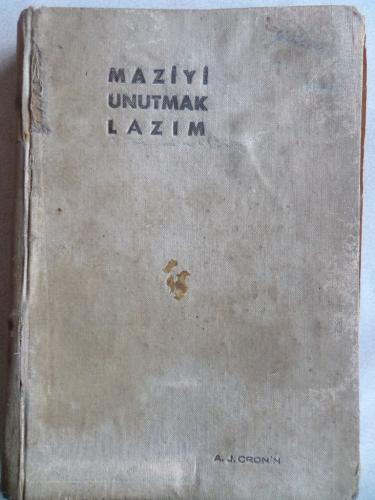 MAZİYİ
UNUTMAK
LAZIM
A. J. CRON'N